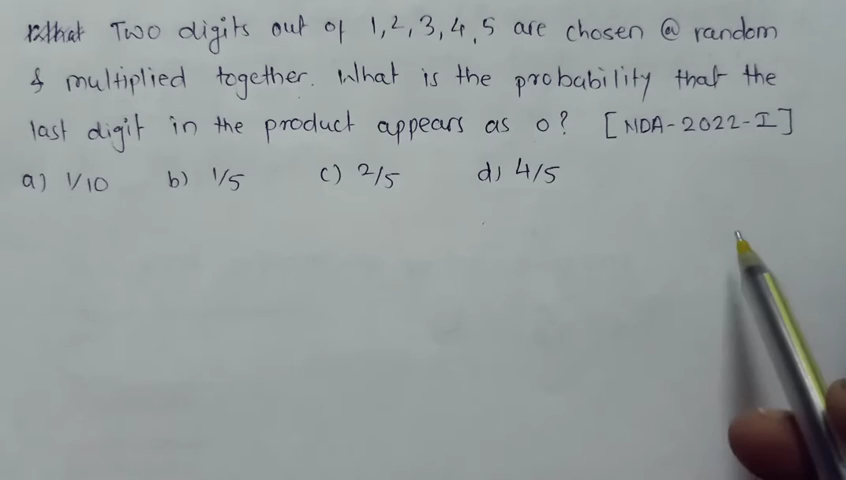 Two digits out of 1, 2, 3, 4, 5 are chosen @ random
& multiplied together. What is the probability that the
last digit in the product appears as 0? [NDA-2022-I]
a) 1/10 b) 1/5 c) 2/5 d) 4/5